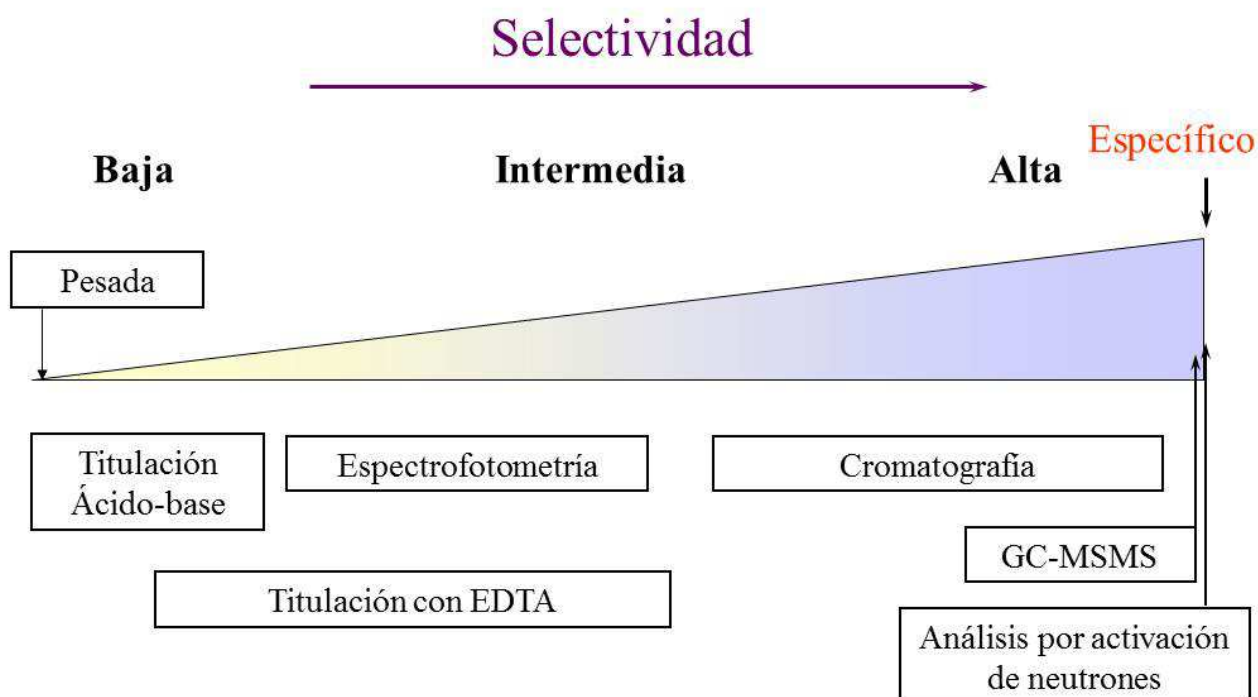 Selectividad
Específico
Baja
Intermedia
Alta
Pesada
Titulación
Ácido-base
Espectrofotometría
Cromatografía
GC-MSMS
Titulación con EDTA
Análisis por activación
de neutrones